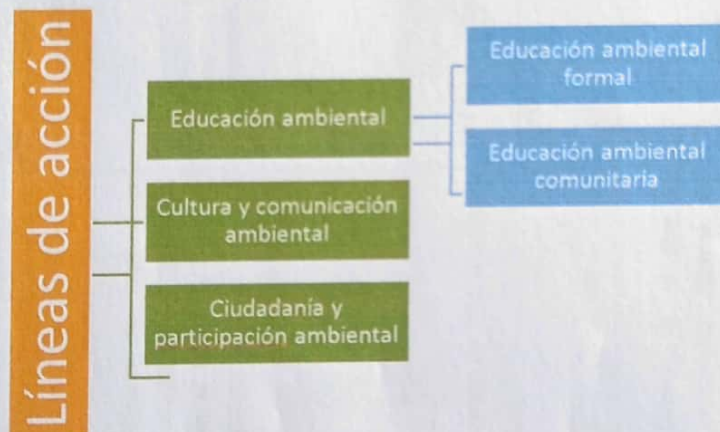 Líneas de acción
Educación ambiental
Cultura y comunicación
ambiental
Ciudadanía y
participación ambiental
Educación ambiental
formal
Educación ambiental
comunitaria